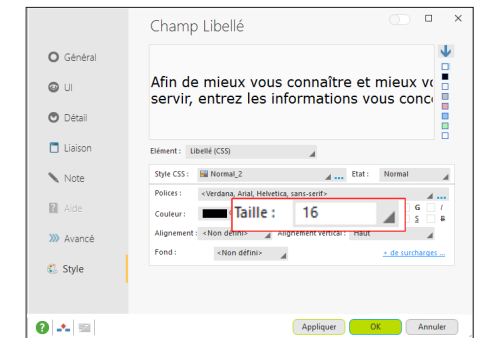 Champ Libellé
Général
UI
Détail
Liaison
Note
Aide
Avancé
Style
Afin de mieux vous connaître et mieux vo
servir, entrez les informations vous conc
Elément : Libellé (CSS)
Style CSS : Normal_2 ... Etat : Normal
Polices : <Verdana, Arial, Helvetica, sans-serif> ...
Couleur : Taille : 16 G I
S
Alignement : <Non défini> Alignement vertical : Haut
Fond : <Non défini> + de surcharges ...
? Appliquer OK Annuler